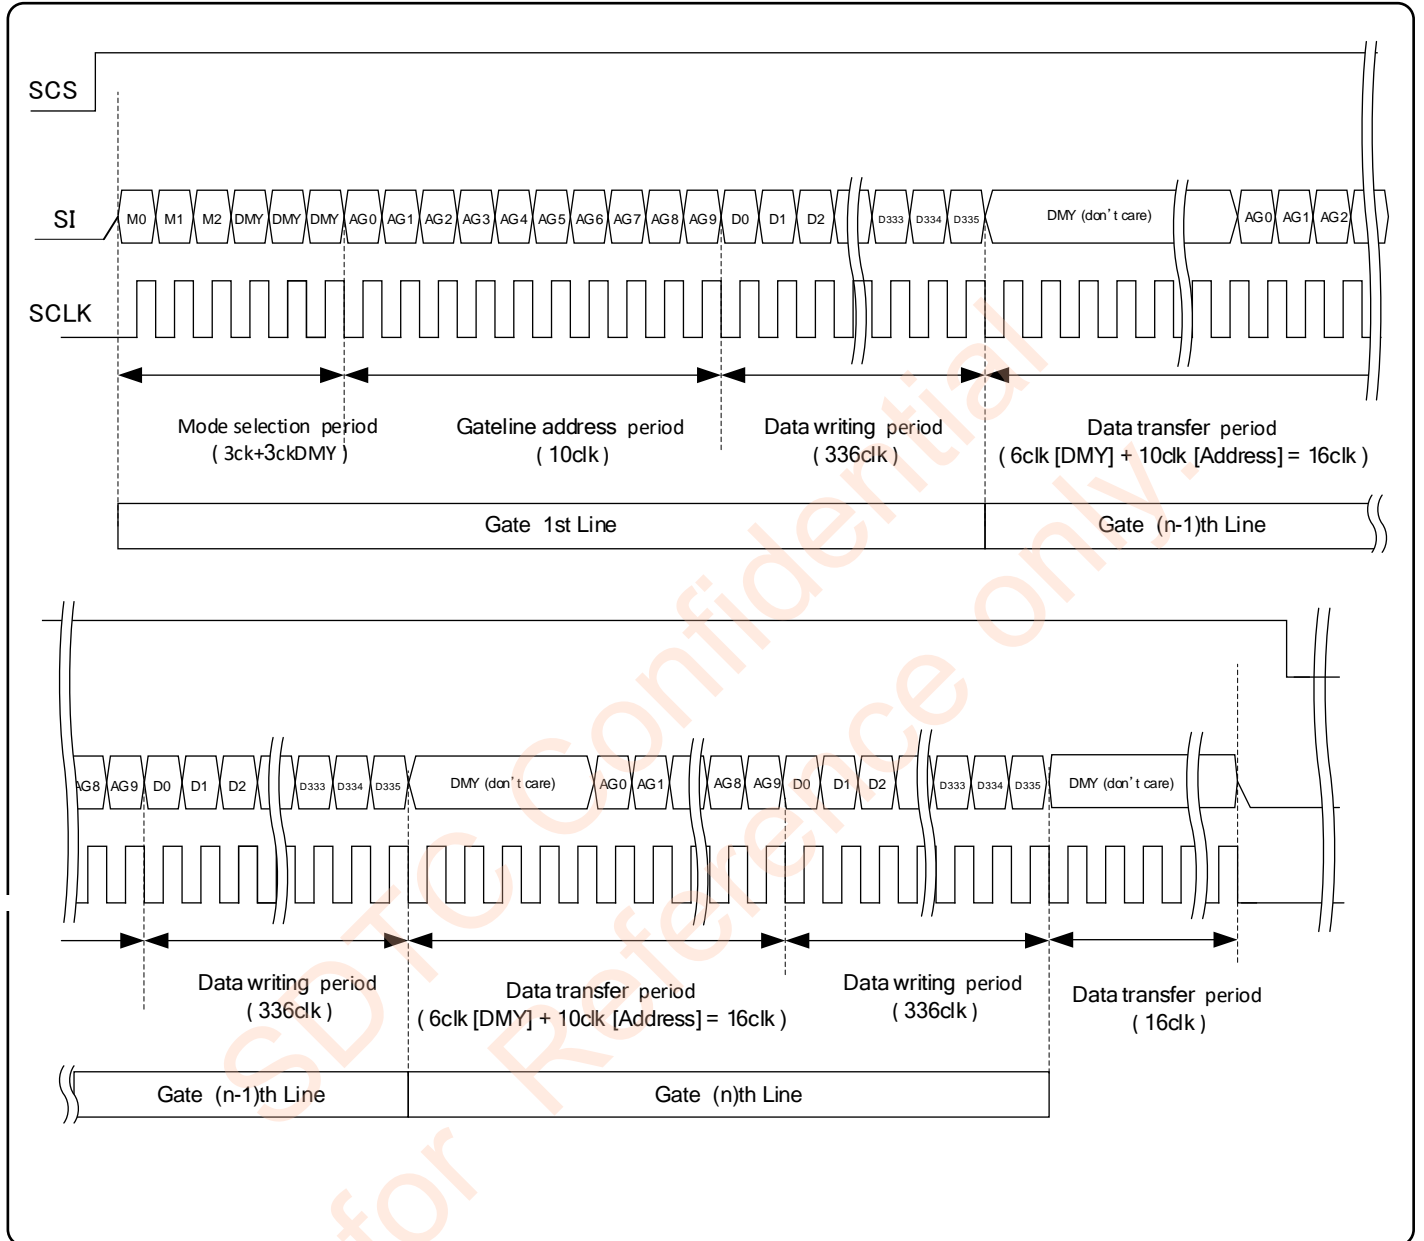 SCS
SI
M0 M1 M2 DMY DMY DMY AG0 AG1 AG2 AG3 AG4 AG5 AG6 AG7 AG8 AG9 D0 D1 D2 D333 D334 D335 DMY (don't care) AG0 AG1 AG2
SCLK
Mode selection period
( 3ck+3ckDMY )
Gateline address period
( 10clk )
Data writing period
( 336clk )
Data transfer period
( 6clk [DMY] + 10clk [Address] = 16clk )
Gate 1st Line
Gate (n-1)th Line
AG8 AG9 D0 D1 D2 D333 D334 D335 DMY (don't care) AG0 AG1 AG8 AG9 D0 D1 D2 D333 D334 D335 DMY (don't care)
Data writing period
( 336clk )
Data transfer period
( 6clk [DMY] + 10clk [Address] = 16clk )
Data writing period
( 336clk )
Data transfer period
( 16clk )
Gate (n-1)th Line
Gate (n)th Line
SDTC Confidential
for Reference only.